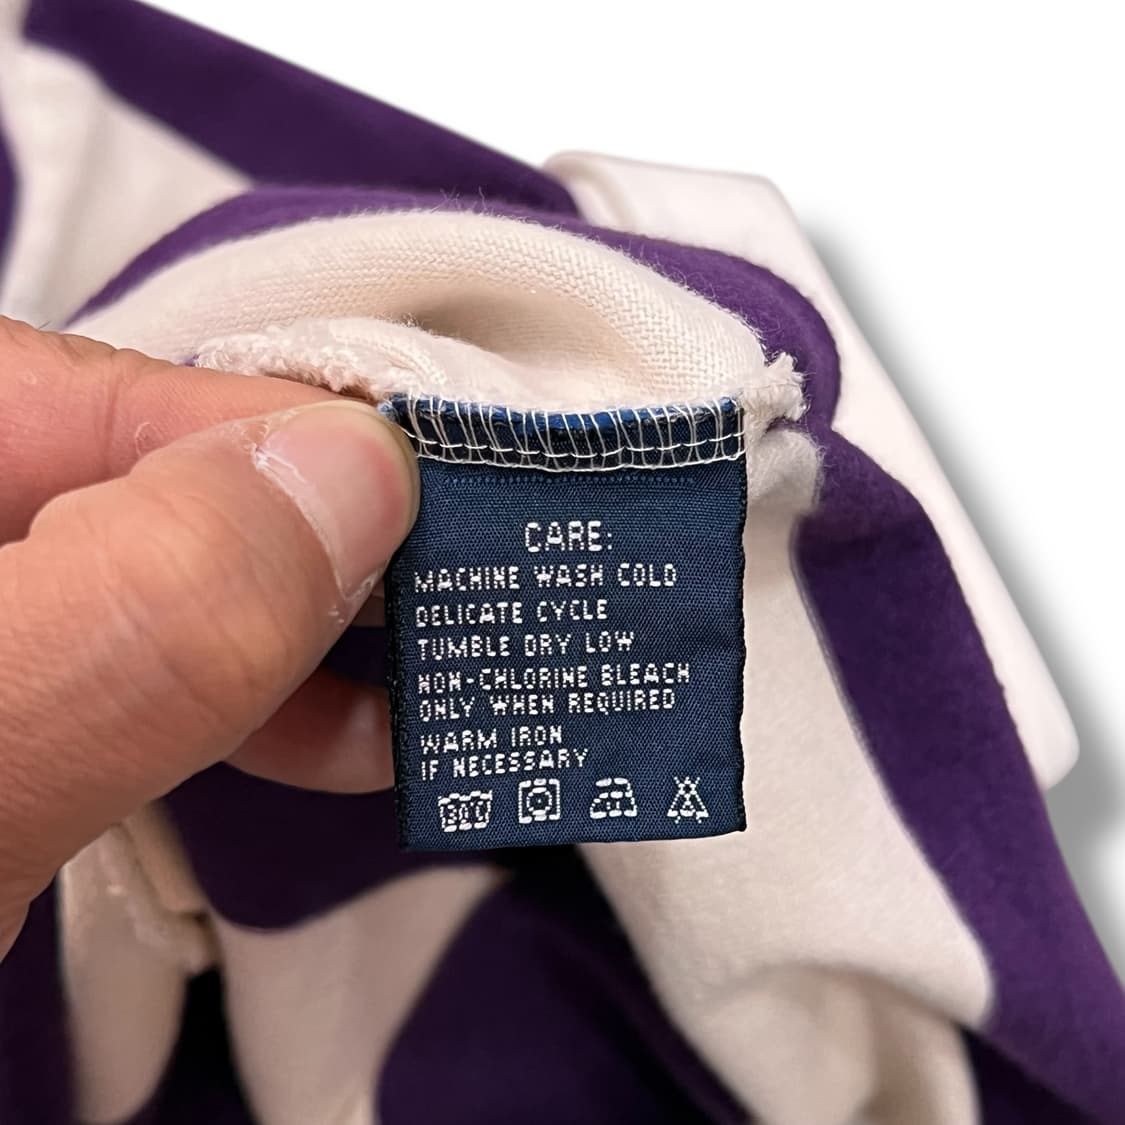 CARE:
MACHINE WASH COLD
DELICATE CYCLE
TUMBLE DRY LOW
NON-CHLORINE BLEACH
ONLY WHEN REQUIRED
WARM IRON
IF NECESSARY